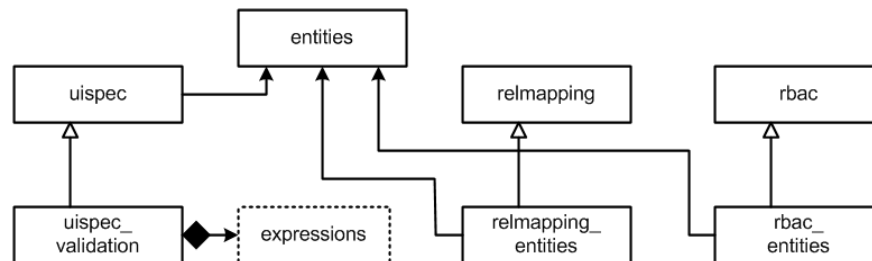 entities
uispec
relmapping
rbac
uispec_
validation
expressions
relmapping_
entities
rbac_
entities